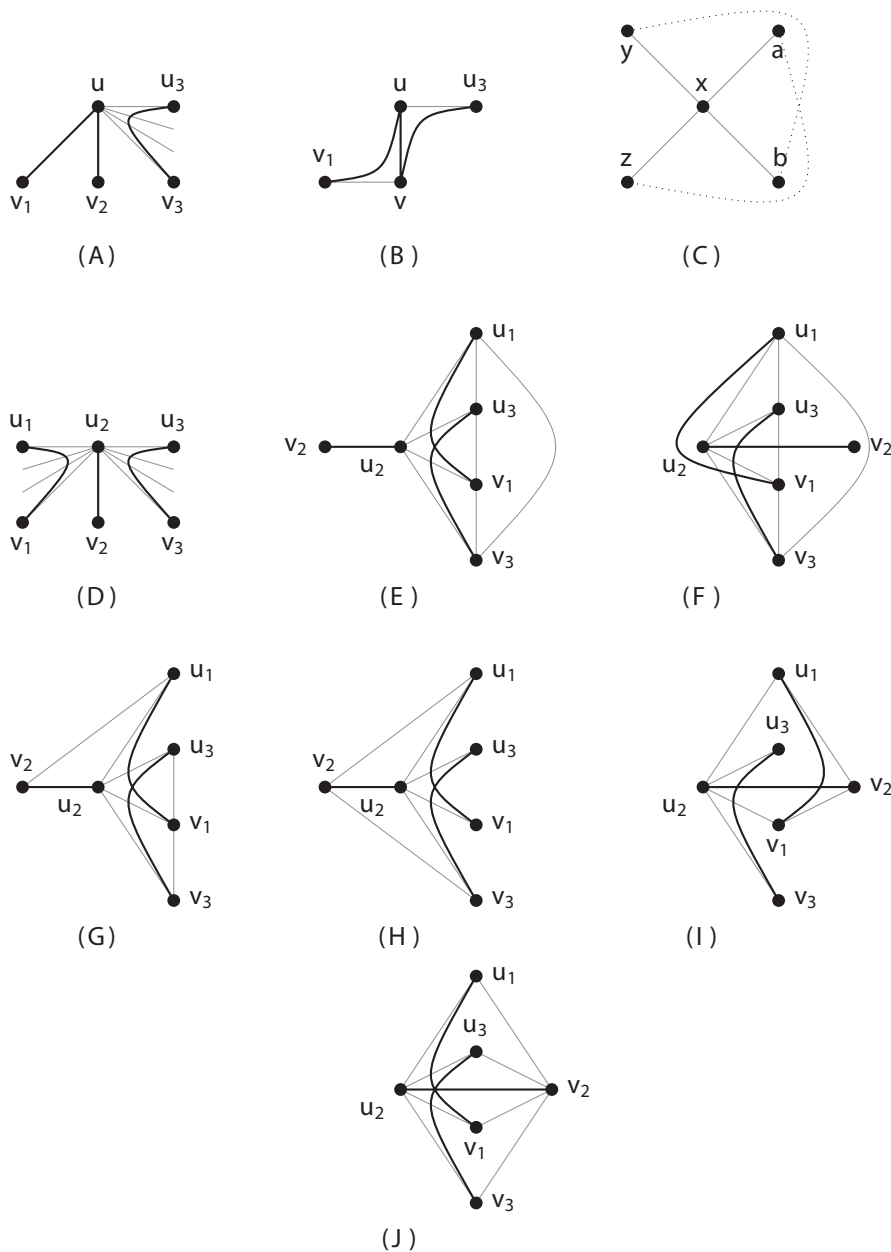 u u₃
v₁ v₂ v₃
(A)
u u₃
v₁
v
(B)
y a
x
z b
(C)
u₁ u₂ u₃
v₁ v₂ v₃
(D)
u₁
u₃
v₂ u₂
v₁
v₃
(E)
u₁
u₃
u₂ v₂
v₁
v₃
(F)
u₁
u₃
v₂
u₂
v₁
v₃
(G)
u₁
u₃
v₂
u₂
v₁
v₃
(H)
u₁
u₃
u₂ v₂
v₁
v₃
(I)
u₁
u₃
u₂ v₂
v₁
v₃
(J)